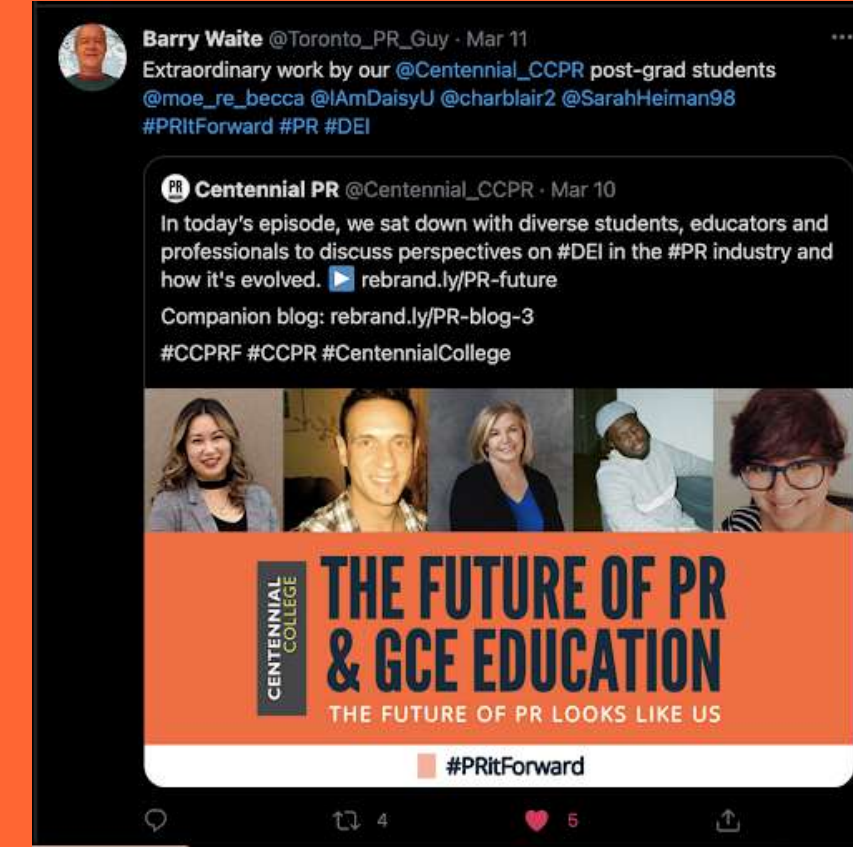 Barry Waite @Toronto_PR_Guy · Mar 11
Extraordinary work by our @Centennial_CCPR post-grad students
@moe_re_becca @IAmDaisyU @charblair2 @SarahHeiman98
#PRItForward #PR #DEI
PR
Centennial PR @Centennial_CCPR · Mar 10
In today's episode, we sat down with diverse students, educators and
professionals to discuss perspectives on #DEI in the #PR industry and
how it's evolved. ▶ rebrand.ly/PR-future
Companion blog: rebrand.ly/PR-blog-3
#CCPRF #CCPR #CentennialCollege
CENTENNIAL
COLLEGE
THE FUTURE OF PR
& GCE EDUCATION
THE FUTURE OF PR LOOKS LIKE US
#PRitForward
4
5